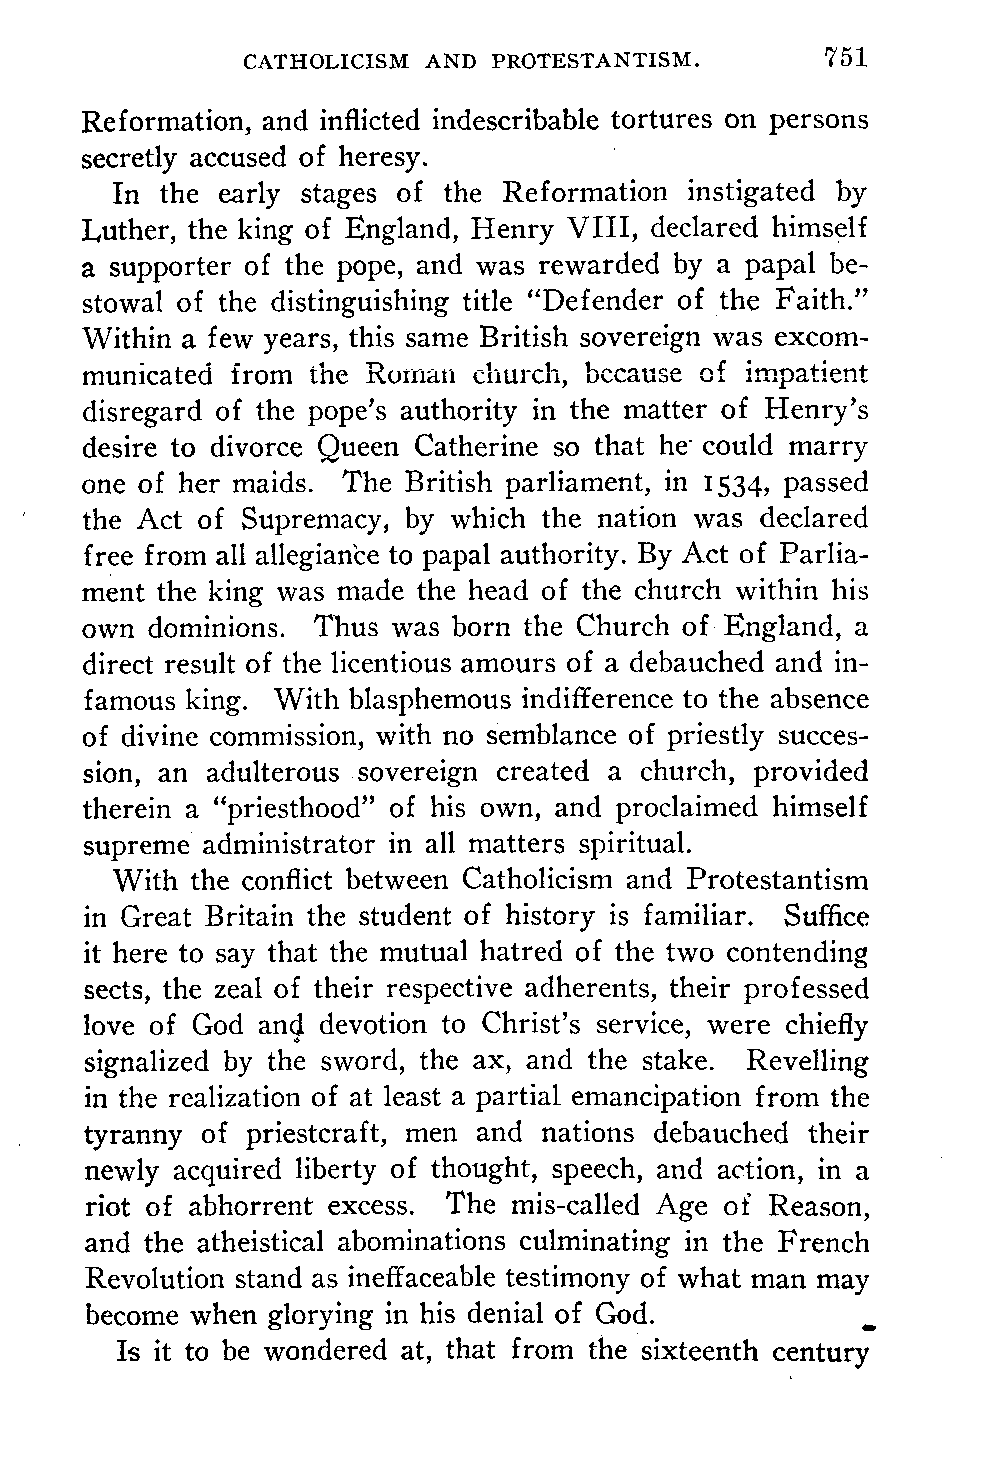 CATHOLICISM AND PROTESTANTISM. 751
Reformation, and inflicted indescribable tortures on persons
secretly accused of heresy.
In the early stages of the Reformation instigated by
Luther, the king of England, Henry VIII, declared himself
a supporter of the pope, and was rewarded by a papal be-
stowal of the distinguishing title “Defender of the Faith.”
Within a few years, this same British sovereign was excom-
municated from the Roman church, because of impatient
disregard of the pope's authority in the matter of Henry's
desire to divorce Queen Catherine so that he could marry
one of her maids. The British parliament, in 1534, passed
the Act of Supremacy, by which the nation was declared
free from all allegiance to papal authority. By Act of Parlia-
ment the king was made the head of the church within his
own dominions. Thus was born the Church of England, a
direct result of the licentious amours of a debauched and in-
famous king. With blasphemous indifference to the absence
of divine commission, with no semblance of priestly succes-
sion, an adulterous sovereign created a church, provided
therein a “priesthood” of his own, and proclaimed himself
supreme administrator in all matters spiritual.
With the conflict between Catholicism and Protestantism
in Great Britain the student of history is familiar. Suffice
it here to say that the mutual hatred of the two contending
sects, the zeal of their respective adherents, their professed
love of God and devotion to Christ's service, were chiefly
signalized by the sword, the ax, and the stake. Revelling
in the realization of at least a partial emancipation from the
tyranny of priestcraft, men and nations debauched their
newly acquired liberty of thought, speech, and action, in a
riot of abhorrent excess. The mis-called Age of Reason,
and the atheistical abominations culminating in the French
Revolution stand as ineffaceable testimony of what man may
become when glorying in his denial of God.
Is it to be wondered at, that from the sixteenth century